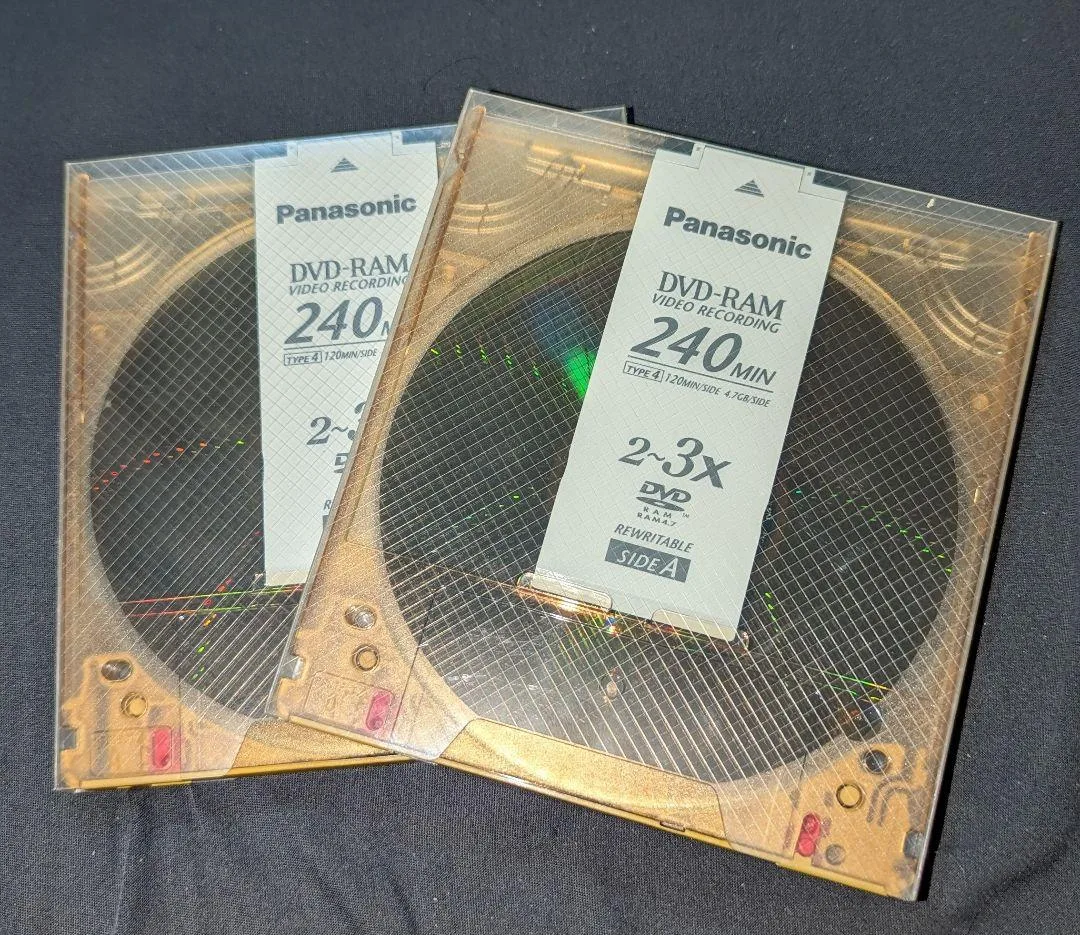 Panasonic
DVD-RAM
VIDEO RECORDING
240
TYPE 4 120MIN/SIDE
2~3
Panasonic
DVD-RAM
VIDEO RECORDING
240MIN
TYPE 4 120MIN/SIDE 4.7GB/SIDE
2~3x
DVD
RAM ™
RAM4.7
REWRITABLE
SIDE A